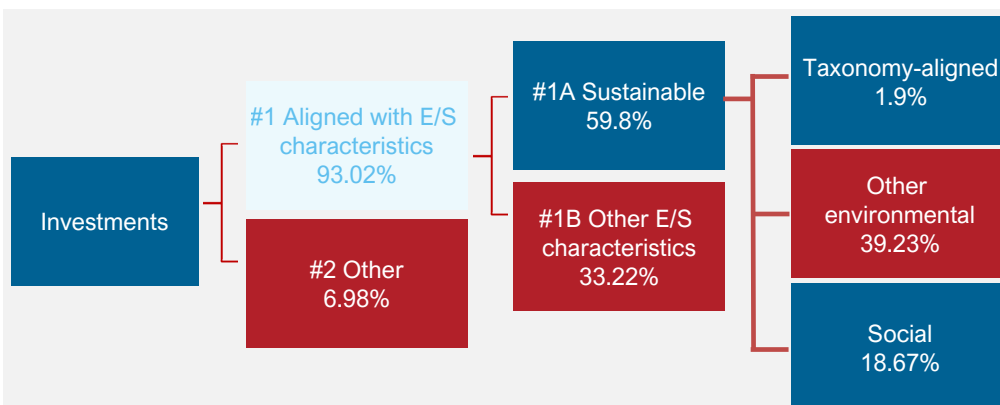 Investments
#1 Aligned with E/S
characteristics
93.02%
#2 Other
6.98%
#1A Sustainable
59.8%
#1B Other E/S
characteristics
33.22%
Taxonomy-aligned
1.9%
Other
environmental
39.23%
Social
18.67%